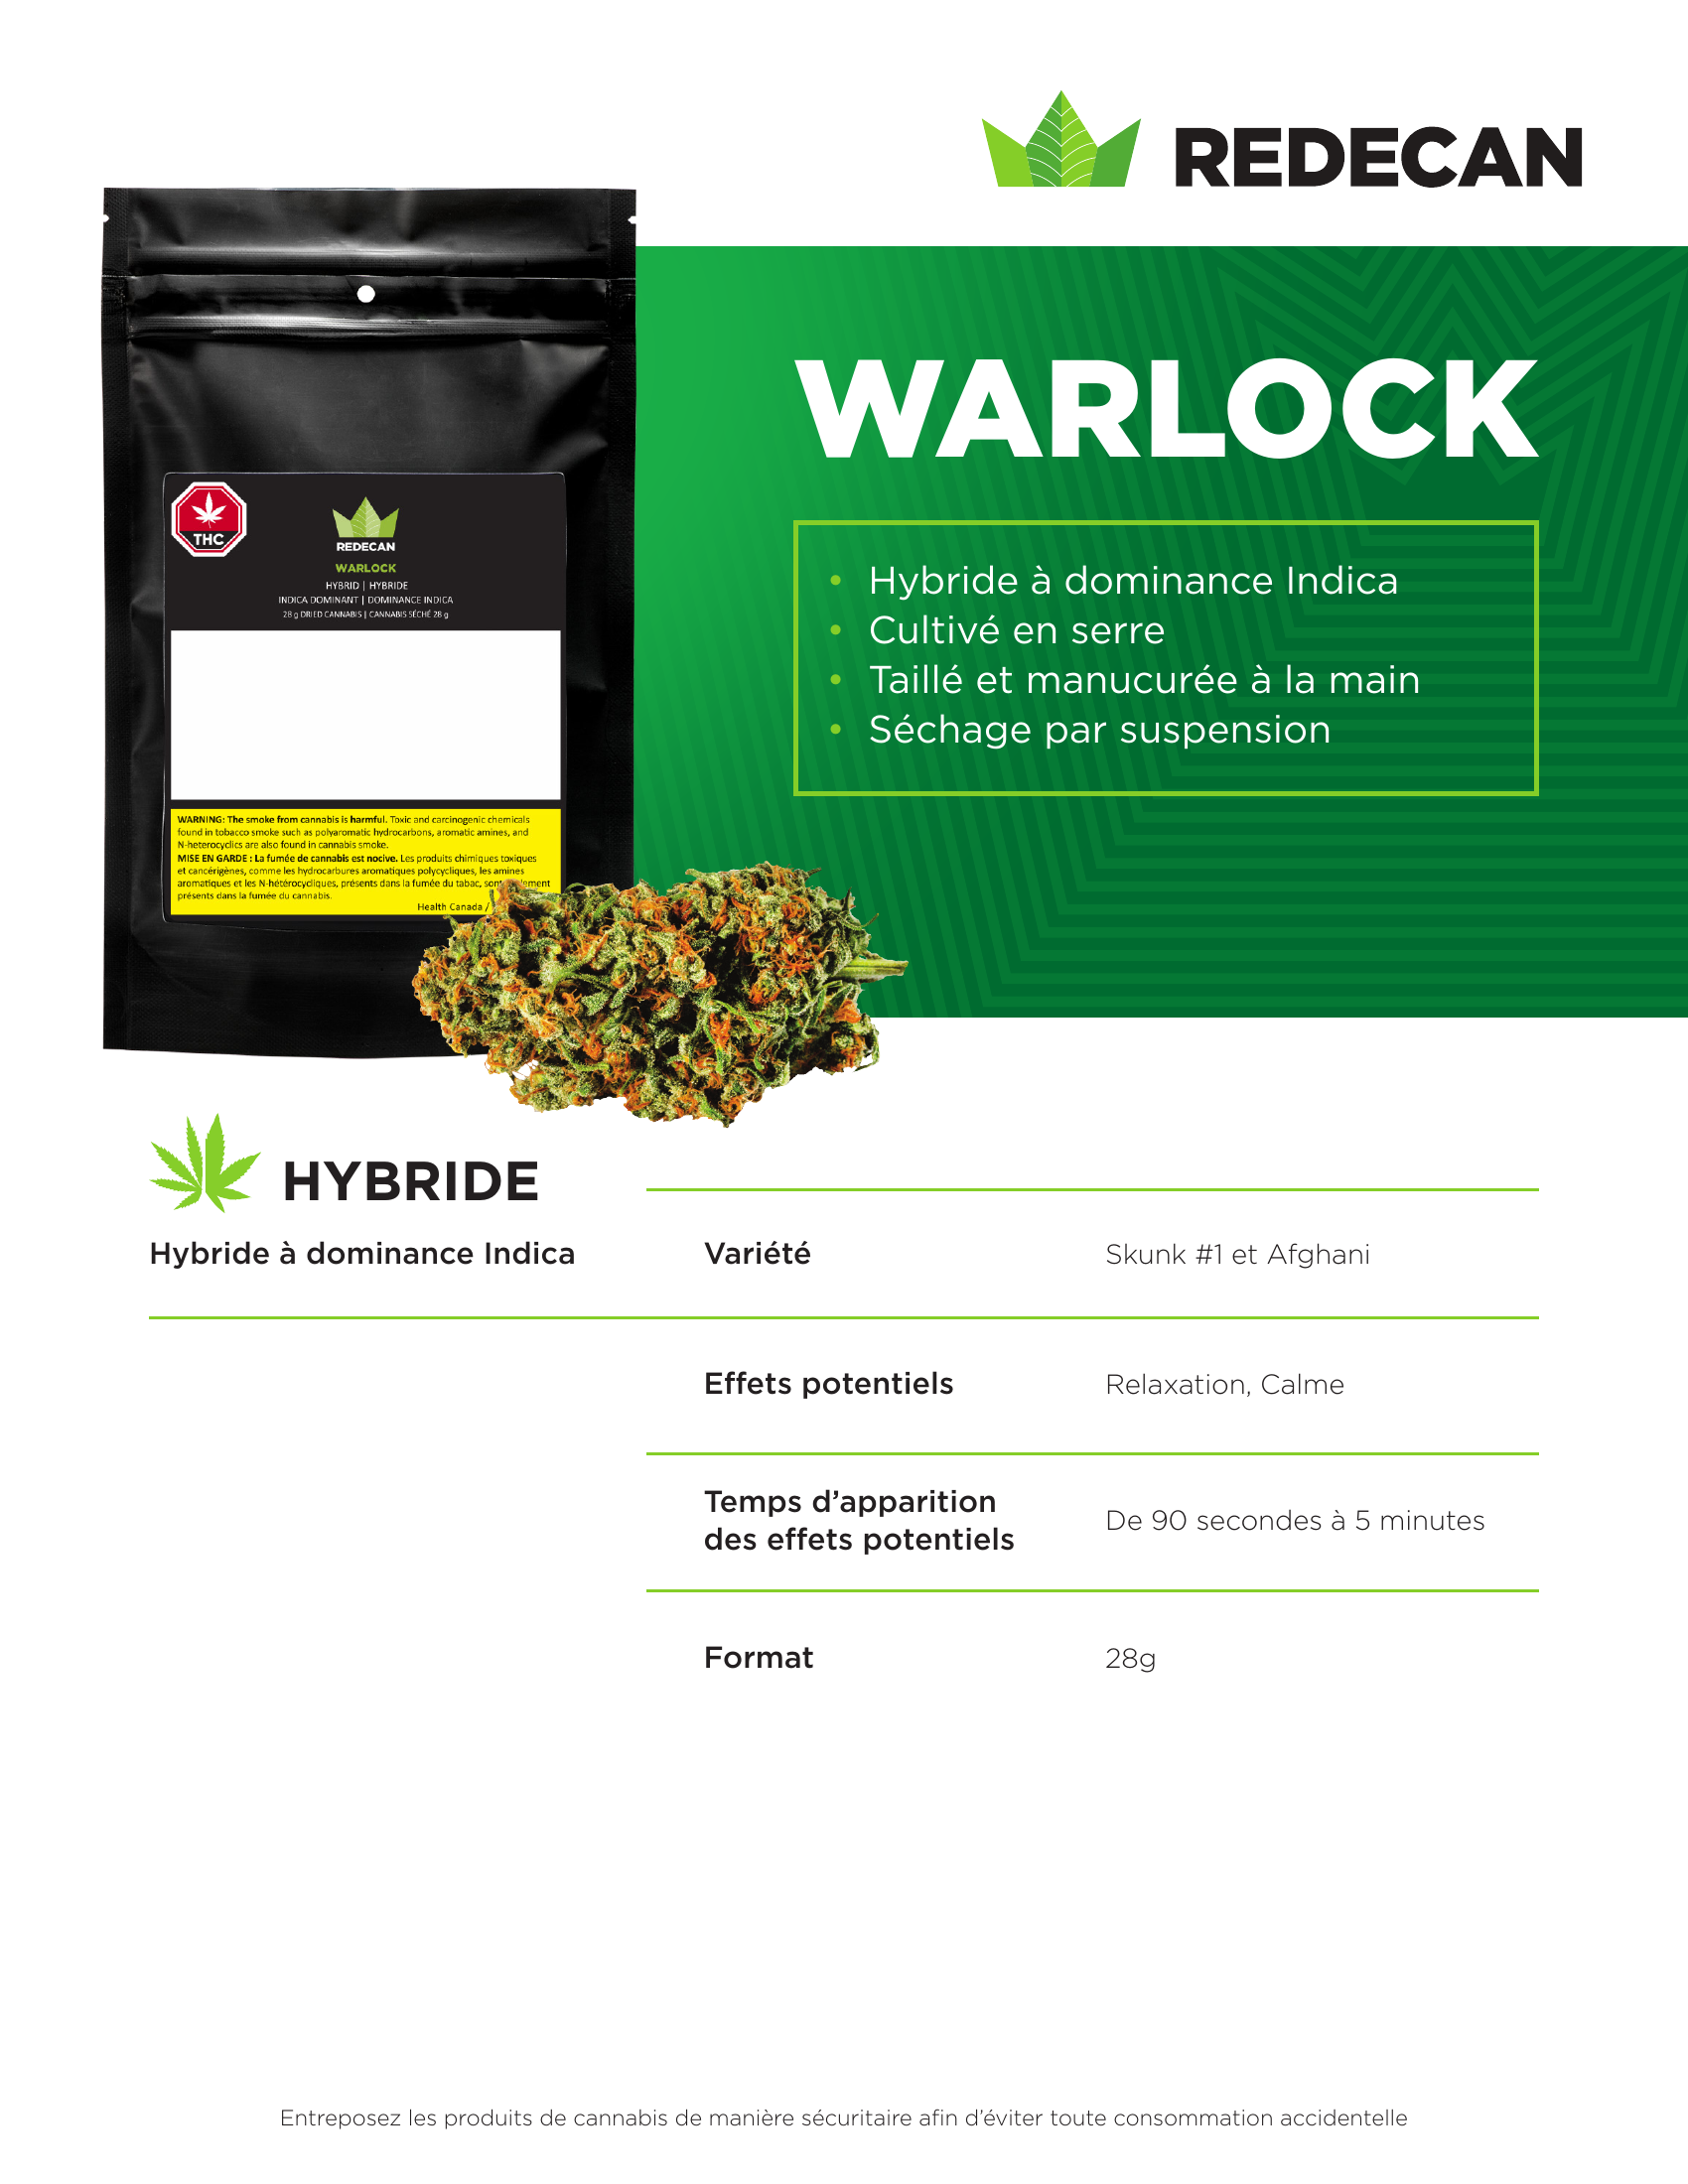 REDECAN
WARLOCK
• Hybride à dominance Indica
• Cultivé en serre
• Taillé et manucurée à la main
• Séchage par suspension
THC
REDECAN
WARLOCK
HYBRID | HYBRIDE
INDICA DOMINANT | DOMINANCE INDICA
28 g DRIED CANNABIS | CANNABIS SÉCHÉ 28 g
WARNING: The smoke from cannabis is harmful. Toxic and carcinogenic chemicals
found in tobacco smoke such as polyaromatic hydrocarbons, aromatic amines, and
N-heterocyclics are also found in cannabis smoke.
MISE EN GARDE : La fumée de cannabis est nocive. Les produits chimiques toxiques
et cancérigènes, comme les hydrocarbures aromatiques polycycliques, les amines
aromatiques et les N-hétérocycliques, présents dans la fumée du tabac, sont
présents dans la fumée du cannabis.
Health Canada /
HYBRIDE
Hybride à dominance Indica
Variété
Skunk #1 et Afghani
Effets potentiels
Relaxation, Calme
Temps d’apparition
des effets potentiels
De 90 secondes à 5 minutes
Format
28g
Entreposez les produits de cannabis de manière sécuritaire afin d’éviter toute consommation accidentelle